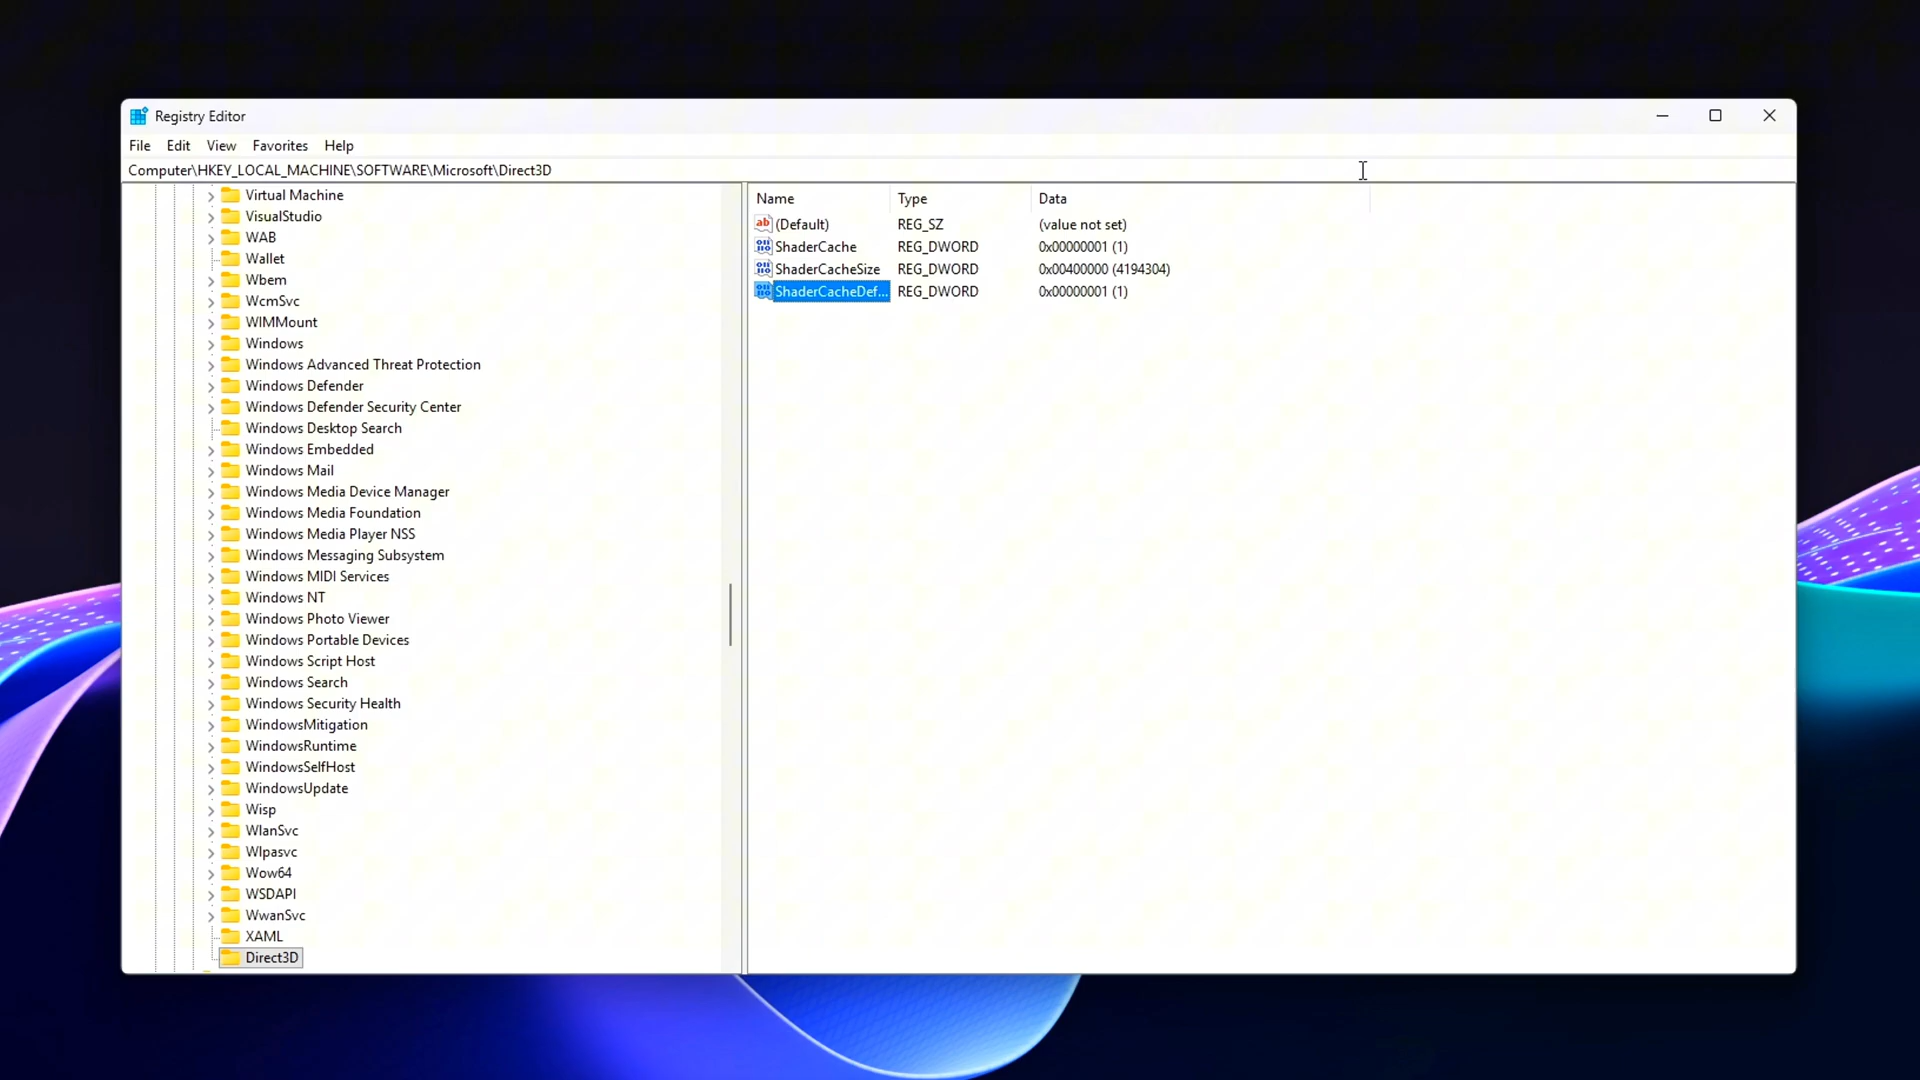 Registry Editor
File Edit View Favorites Help
Computer\HKEY_LOCAL_MACHINE\SOFTWARE\Microsoft\Direct3D
Virtual Machine
VisualStudio
WAB
Wallet
Wbem
WcmSvc
WIMMount
Windows
Windows Advanced Threat Protection
Windows Defender
Windows Defender Security Center
Windows Desktop Search
Windows Embedded
Windows Mail
Windows Media Device Manager
Windows Media Foundation
Windows Media Player NSS
Windows Messaging Subsystem
Windows MIDI Services
Windows NT
Windows Photo Viewer
Windows Portable Devices
Windows Script Host
Windows Search
Windows Security Health
WindowsMitigation
WindowsRuntime
WindowsSelfHost
WindowsUpdate
Wisp
WlanSvc
Wlpasvc
Wow64
WSDAPI
WwanSvc
XAML
Direct3D
Name Type Data
(Default) REG_SZ (value not set)
ShaderCache REG_DWORD 0x00000001 (1)
ShaderCacheSize REG_DWORD 0x00400000 (4194304)
ShaderCacheDef... REG_DWORD 0x00000001 (1)